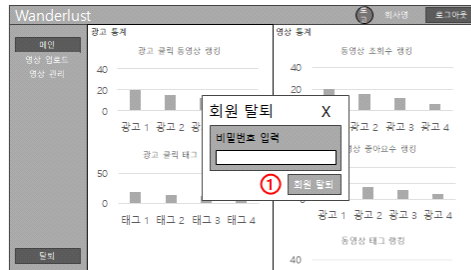 Wanderlust
회사명
로그아웃
메인
영상 업로드
영상 관리
탈퇴
광고 통계
광고 클릭 동영상 랭킹
40
20
0
광고 1 광고 2
광고 클릭 태그
50
0
태그 1 태그 2 태그 3 태그 4
영상 통계
동영상 조회수 랭킹
40
20
광고 2 광고 3 광고 4
영상 좋아요수 랭킹
광고 1 광고 2 광고 3 광고 4
동영상 태그 랭킹
40
회원 탈퇴 X
비밀번호 입력
① 회원 탈퇴